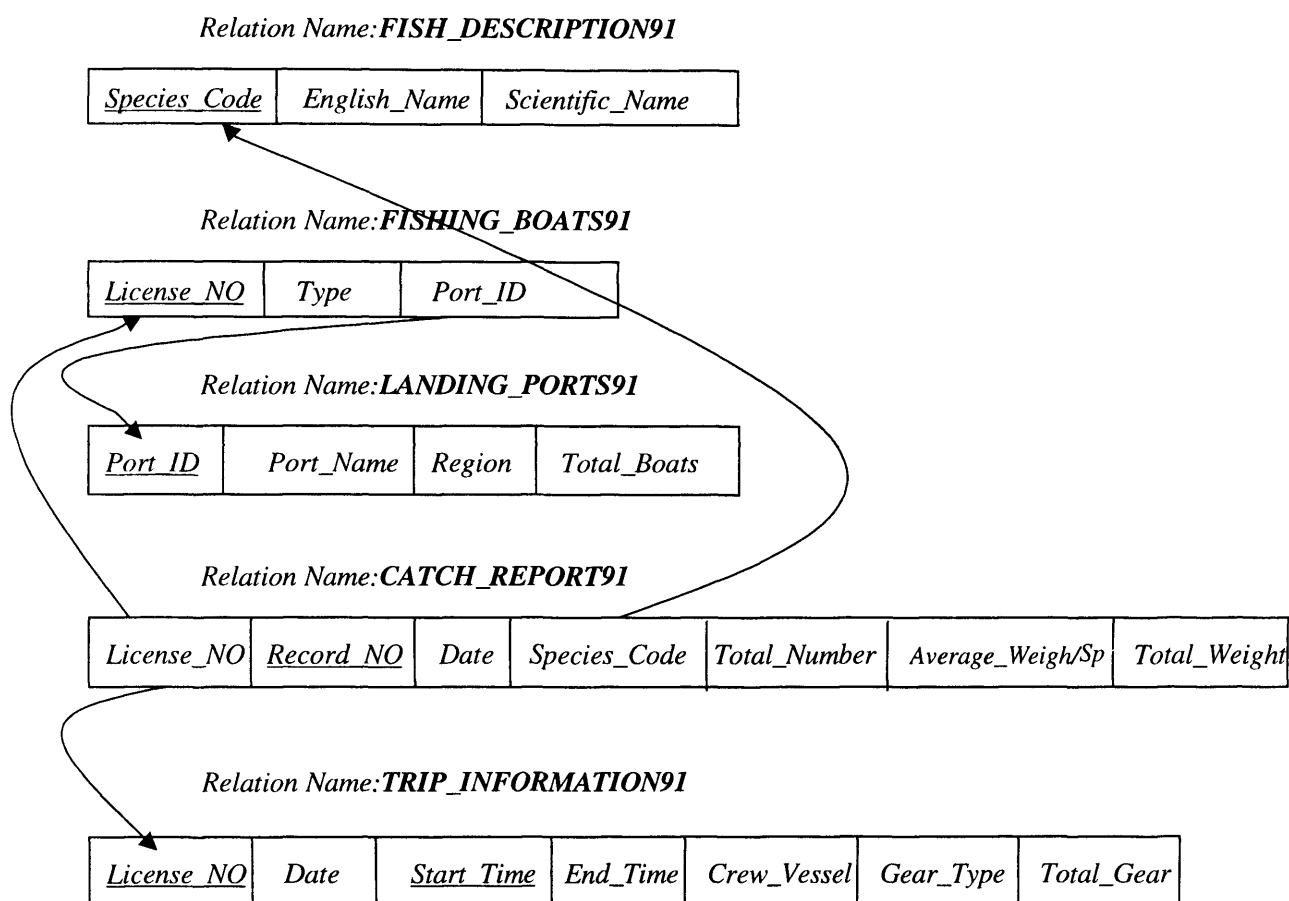 Relation Name:FISH_DESCRIPTION91
Species_Code English_Name Scientific_Name
Relation Name:FISHING_BOATS91
License_NO Type Port_ID
Relation Name:LANDING_PORTS91
Port_ID Port_Name Region Total_Boats
Relation Name:CATCH_REPORT91
License_NO Record_NO Date Species_Code Total_Number Average_Weigh/Sp Total_Weight
Relation Name:TRIP_INFORMATION91
License_NO Date Start_Time End_Time Crew_Vessel Gear_Type Total_Gear